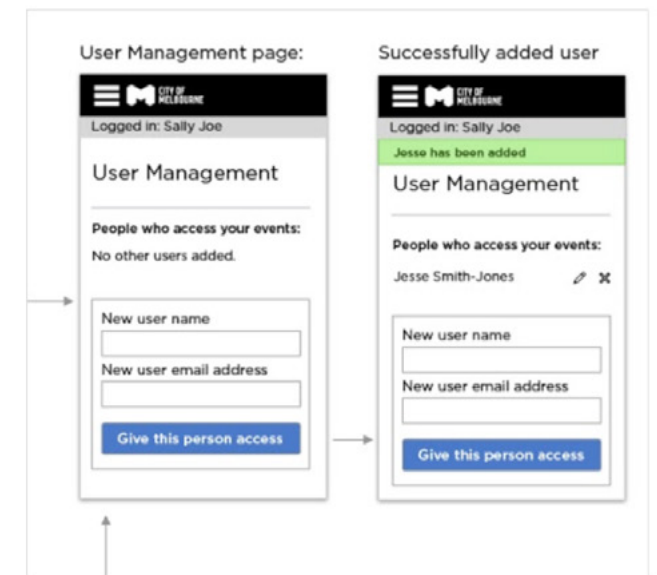 User Management page:
CITY OF
MELBOURNE
Logged in: Sally Joe
User Management
People who access your events:
No other users added.
New user name
New user email address
Give this person access
Successfully added user
CITY OF
MELBOURNE
Logged in: Sally Joe
Jesse has been added
User Management
People who access your events:
Jesse Smith-Jones
New user name
New user email address
Give this person access